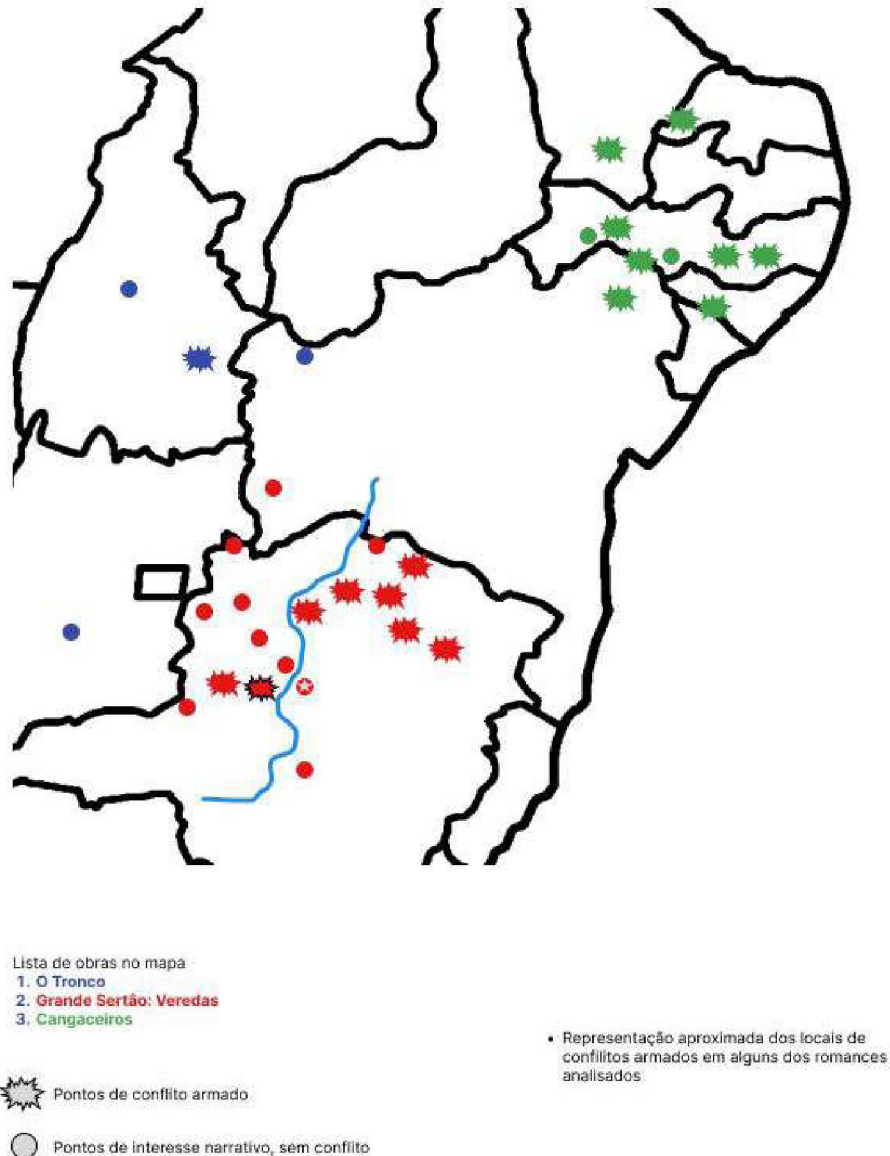 Lista de obras no mapa
1. O Tronco
2. Grande Sertão: Veredas
3. Cangaceiros
• Representação aproximada dos locais de
confilitos armados em alguns dos romances
analisados
Pontos de conflito armado
Pontos de interesse narrativo, sem conflito